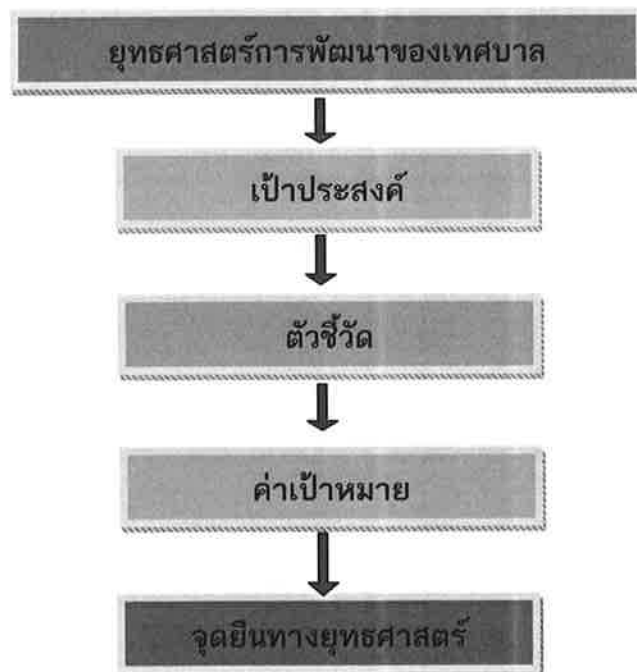 ยุทธศาสตร์การพัฒนาของเทศบาล
เป้าประสงค์
ตัวชี้วัด
ค่าเป้าหมาย
จุดยืนทางยุทธศาสตร์